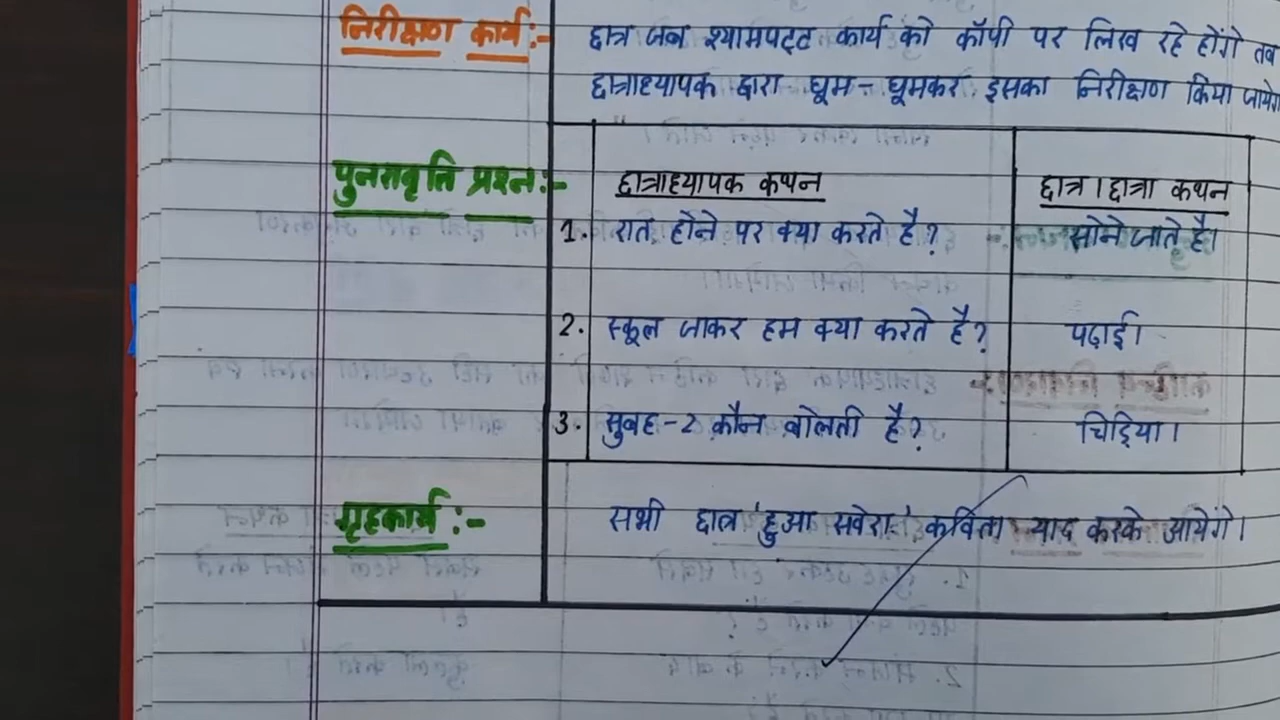 निरीक्षण कार्य:- छात्र जब श्यामपट्ट कार्य को कॉपी पर लिख रहे होंगे तब
छात्राध्यापक द्वारा घूम-घूमकर इसका निरीक्षण किया जायेगा
पुनरावृति प्रश्न:- छात्राध्यापक कथन छात्र/छात्रा कथन
1. रात होने पर क्या करते है? सोने जाते है।
2. स्कूल जाकर हम क्या करते है? पढ़ाई।
3. सुबह-2 कौन बोलती है? चिड़िया।
गृहकार्य:- सभी छात्र 'हुआ सवेरा' कविता याद करके आयेंगे।